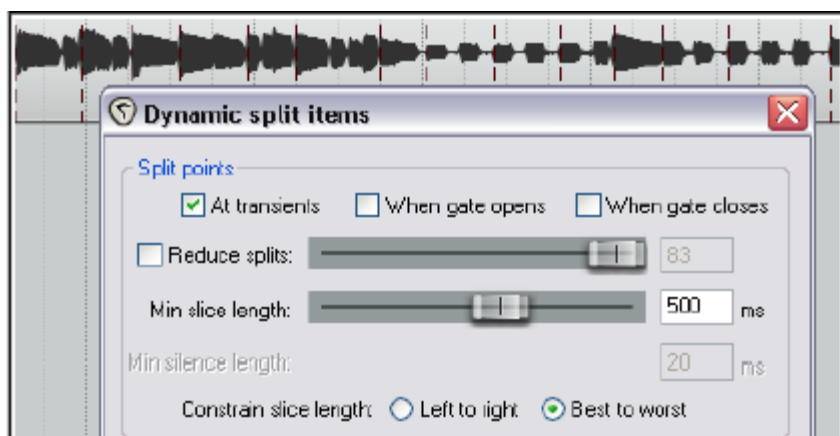 Dynamic split items
Split points
At transients When gate opens When gate closes
Reduce splits: 83
Min slice length: 500 ms
Min silence length: 20 ms
Constrain slice length: Left to right Best to worst